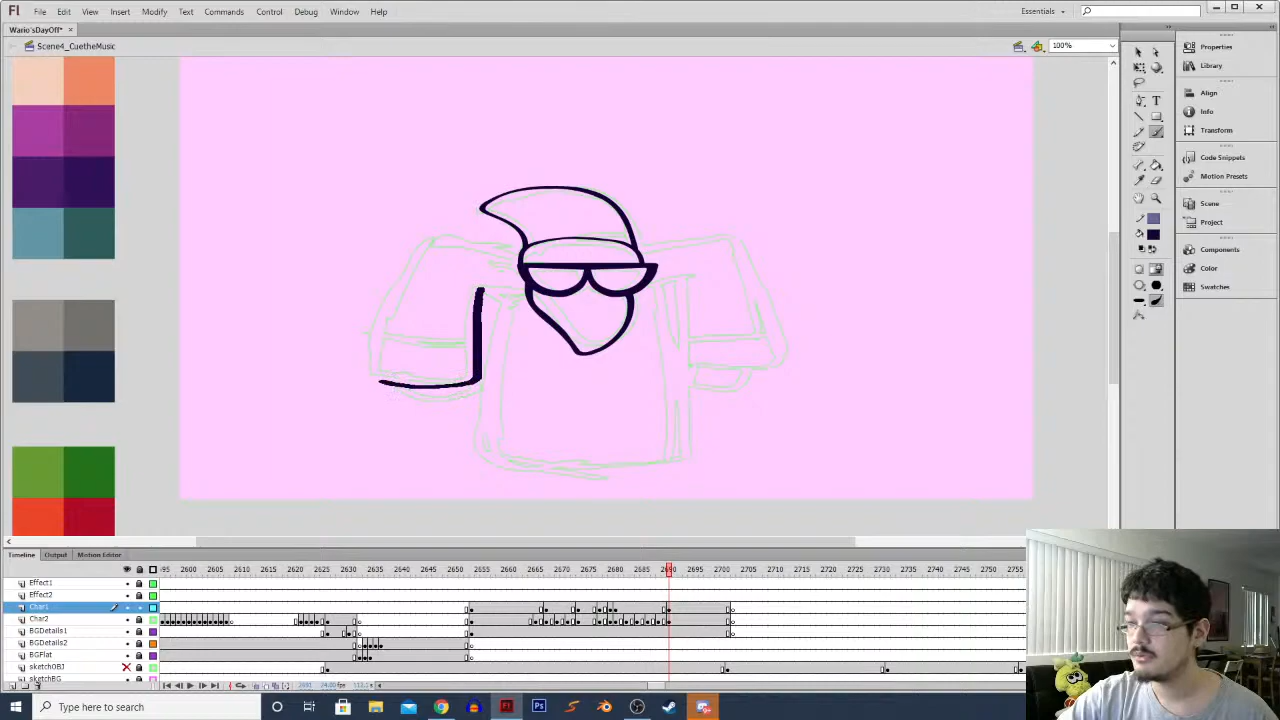 Fl File Edit View Insert Modify Text Commands Control Debug Window Help Essentials
Wario'sDayOff*
Scene4_CuetheMusic 100%
Properties
Library
Align
Info
Transform
Code Snippets
Motion Presets
Scene
Project
Components
Color
Swatches
Timeline Output Motion Editor
95 2600 2605 2610 2615 2620 2625 2630 2635 2640 2645 2650 2655 2660 2665 2670 2675 2680 2685 2690 2695 2700 2705 2710 2715 2720 2725 2730 2735 2740 2745 2750 2755
Effect1
Effect2
Char1
Char2
BGDetails1
BGDetails2
BGFlat
sketchOBJ
sketchBG
Type here to search
Fl Ps